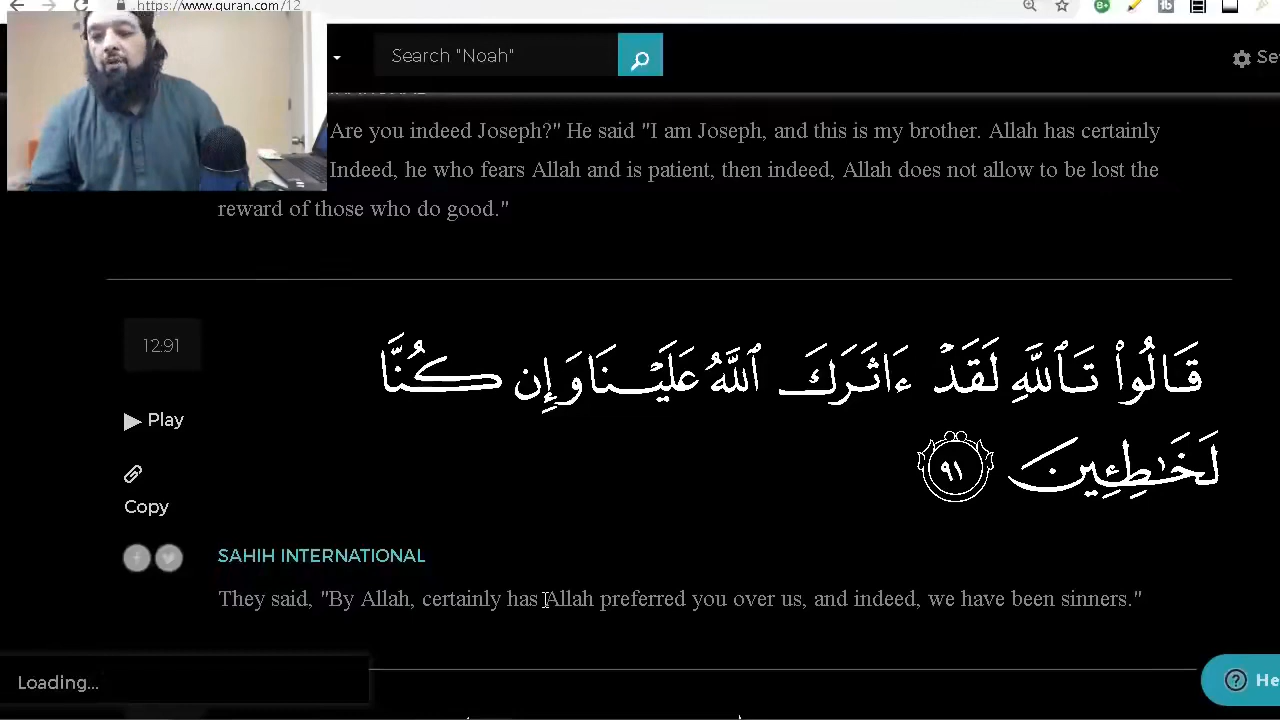 https://www.quran.com/12
Search "Noah"
Are you indeed Joseph?" He said "I am Joseph, and this is my brother. Allah has certainly
Indeed, he who fears Allah and is patient, then indeed, Allah does not allow to be lost the
reward of those who do good."
12:91
قَالُوا۟ تَٱللَّهِ لَقَدْ ءَاثَرَكَ ٱللَّهُ عَلَيْنَا وَإِن كُنَّا
لَخَـٰطِـِٔينَ ٩١
Play
Copy
SAHIH INTERNATIONAL
They said, "By Allah, certainly has Allah preferred you over us, and indeed, we have been sinners."
Loading...